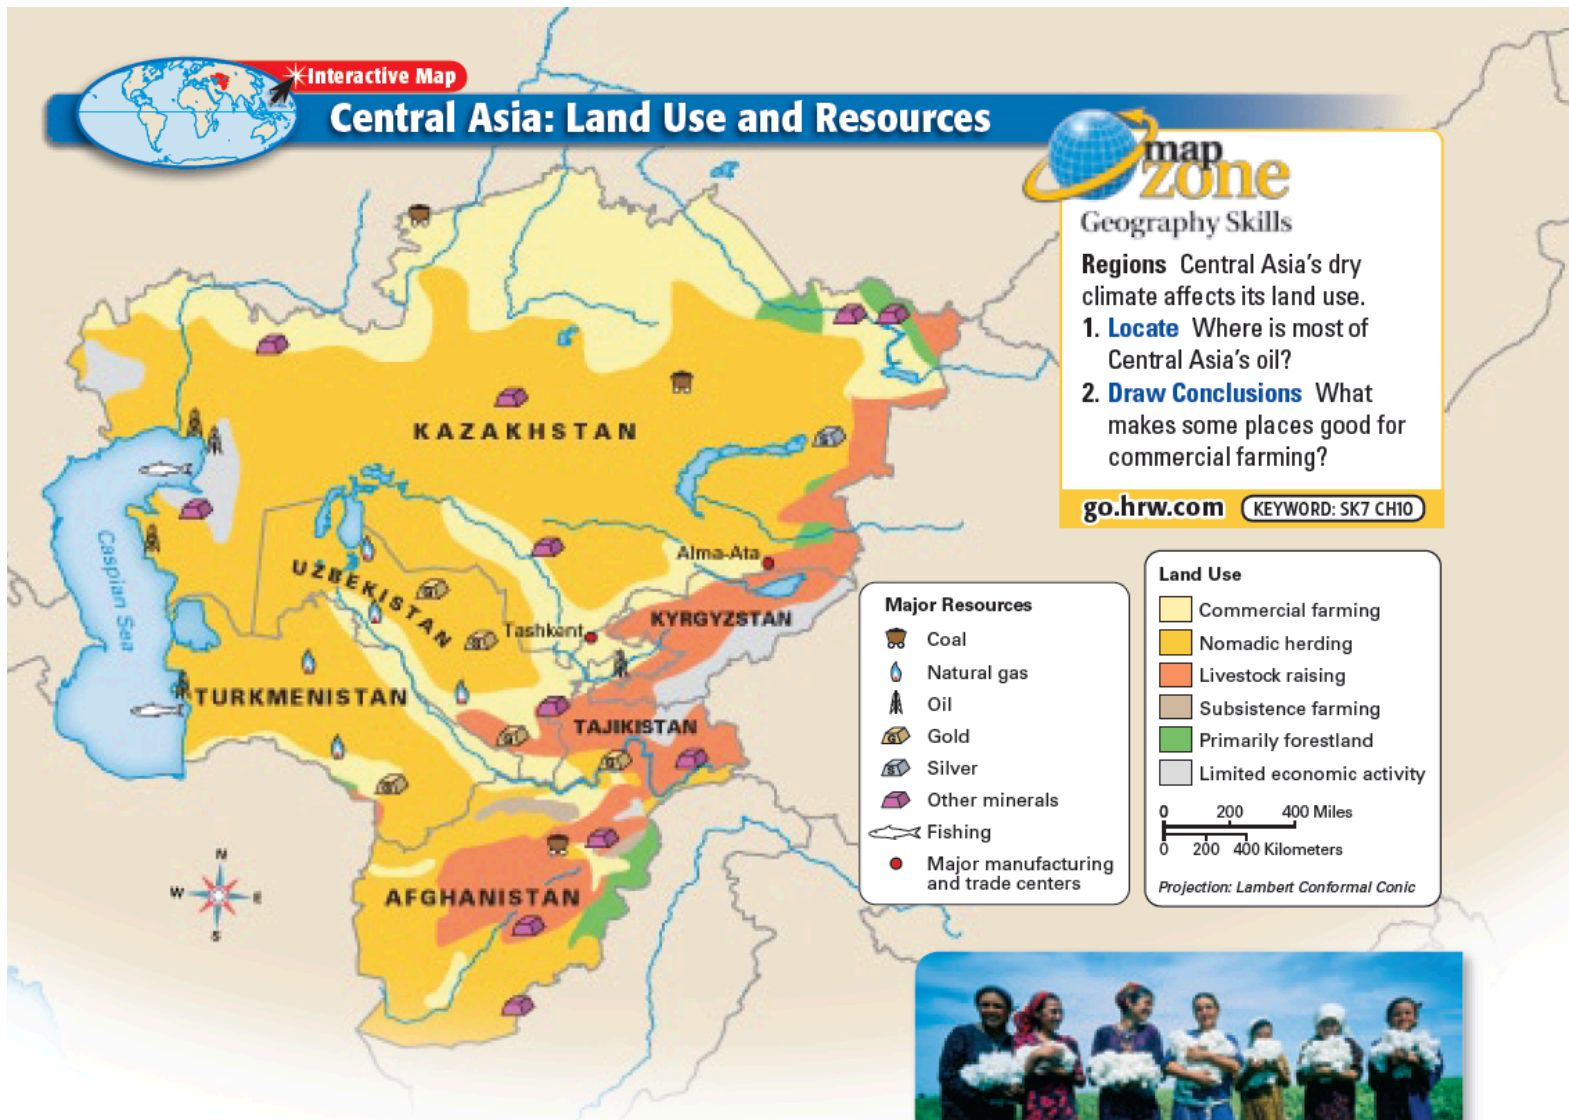 Interactive Map
Central Asia: Land Use and Resources
map
zone
Geography Skills
Regions Central Asia’s dry
climate affects its land use.
1. Locate Where is most of
Central Asia’s oil?
2. Draw Conclusions What
makes some places good for
commercial farming?
go.hrw.com KEYWORD: SK7 CH10
KAZAKHSTAN
Caspian Sea
UZBEKISTAN
Alma-Ata
Tashkent
KYRGYZSTAN
TURKMENISTAN
TAJIKISTAN
AFGHANISTAN
N
W E
S
G
G
G
G
G
S
Major Resources
Coal
Natural gas
Oil
G Gold
S Silver
Other minerals
Fishing
Major manufacturing
and trade centers
Land Use
Commercial farming
Nomadic herding
Livestock raising
Subsistence farming
Primarily forestland
Limited economic activity
0 200 400 Miles
0 200 400 Kilometers
Projection: Lambert Conformal Conic